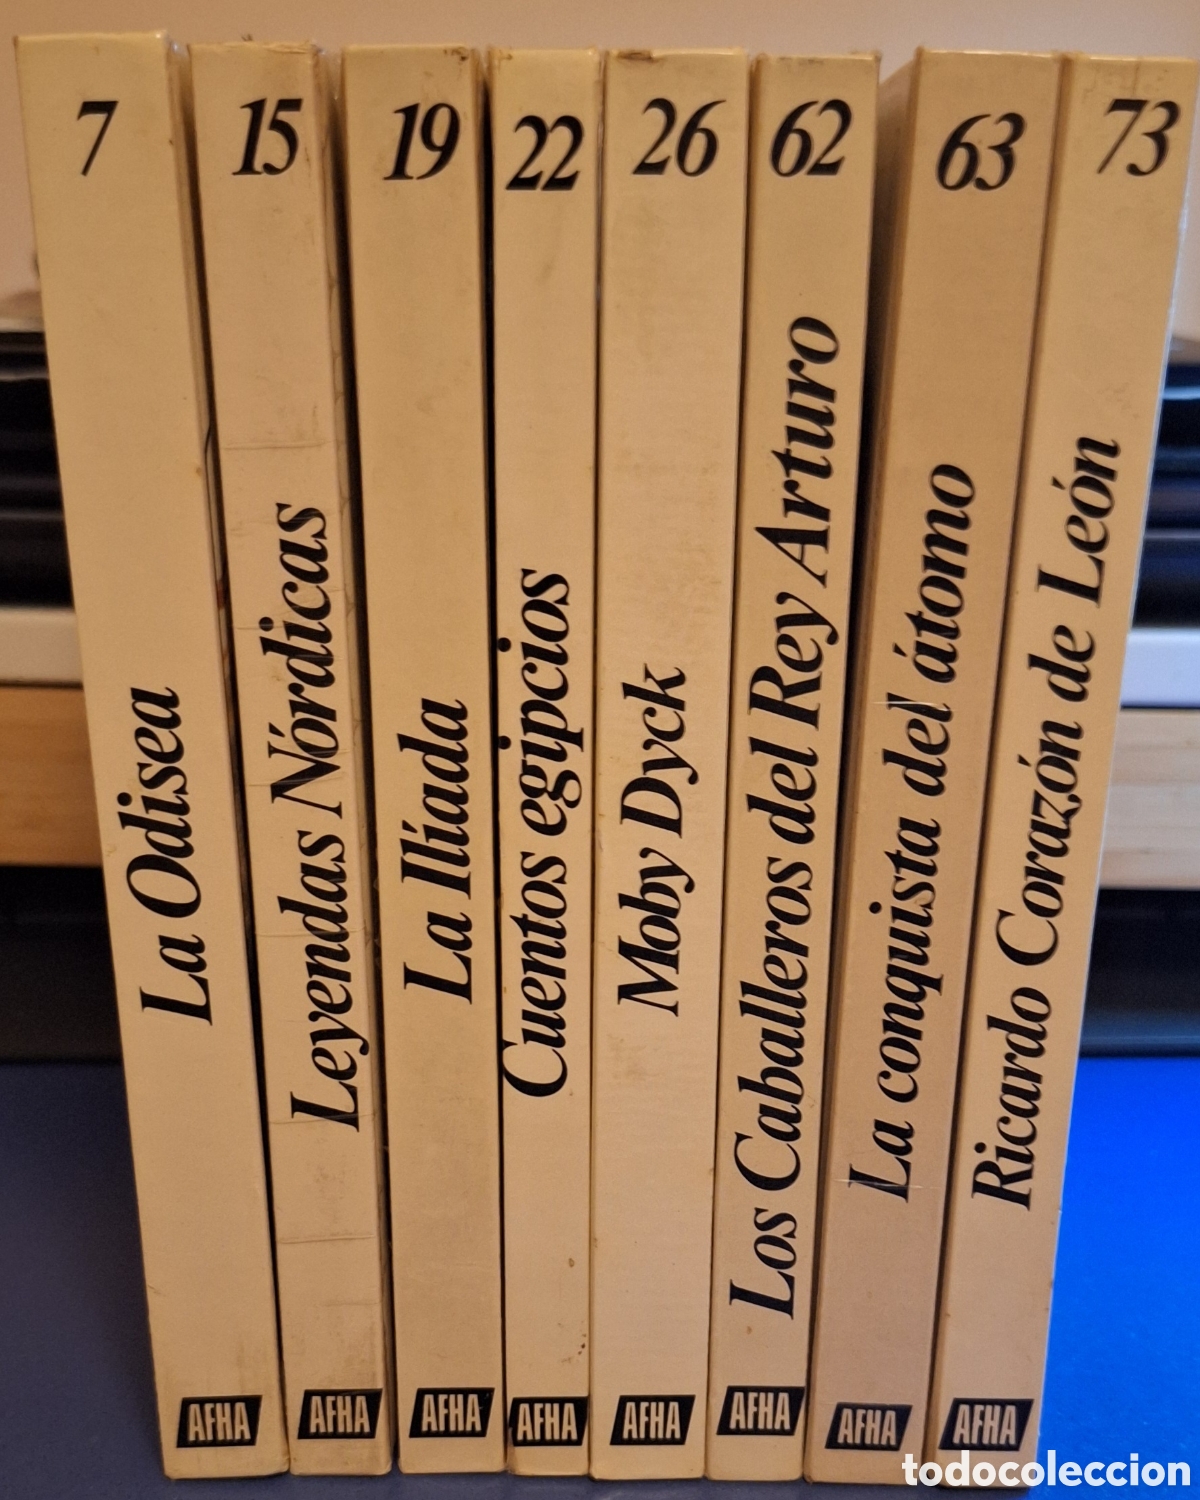 7
La Odisea
AFHA
15
Leyendas Nórdicas
AFHA
19
La Ilíada
AFHA
22
Cuentos egipcios
AFHA
26
Moby Dyck
AFHA
62
Los Caballeros del Rey Arturo
AFHA
63
La conquista del átomo
AFHA
73
Ricardo Corazón de León
AFHA
todocoleccion